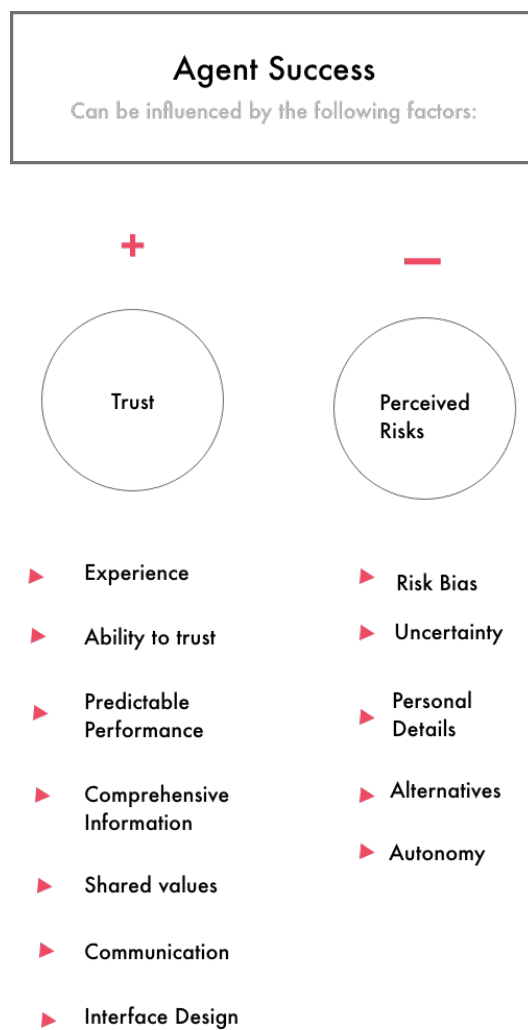 Agent Success
Can be influenced by the following factors:
+
—
Trust
Perceived
Risks
Experience
Ability to trust
Predictable
Performance
Comprehensive
Information
Shared values
Communication
Interface Design
Risk Bias
Uncertainty
Personal
Details
Alternatives
Autonomy